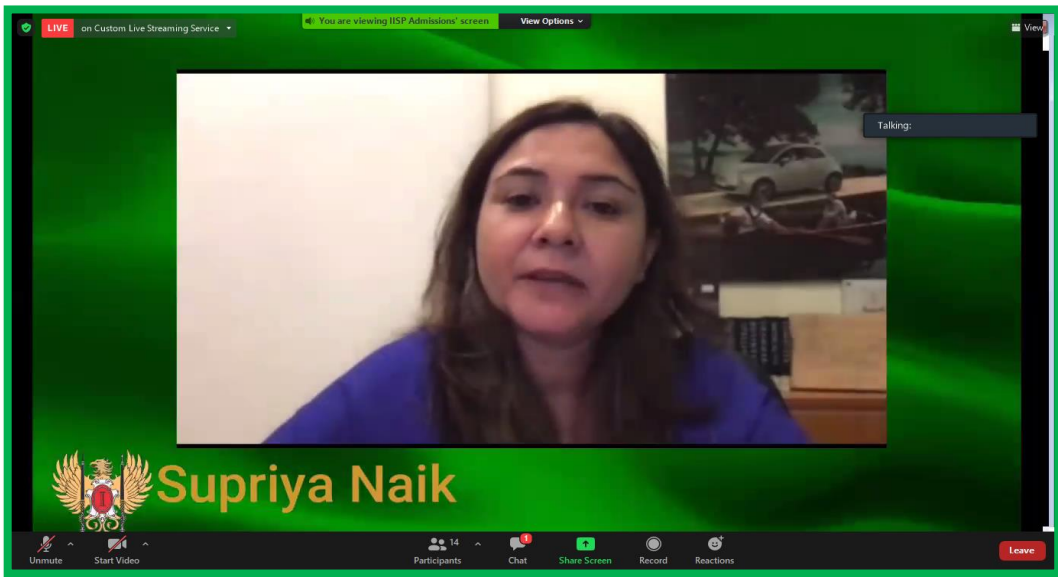 LIVE on Custom Live Streaming Service
You are viewing IISP Admissions' screen
View Options
View
Talking:
I
Supriya Naik
Unmute
Start Video
14
Participants
1
Chat
Share Screen
Record
Reactions
Leave